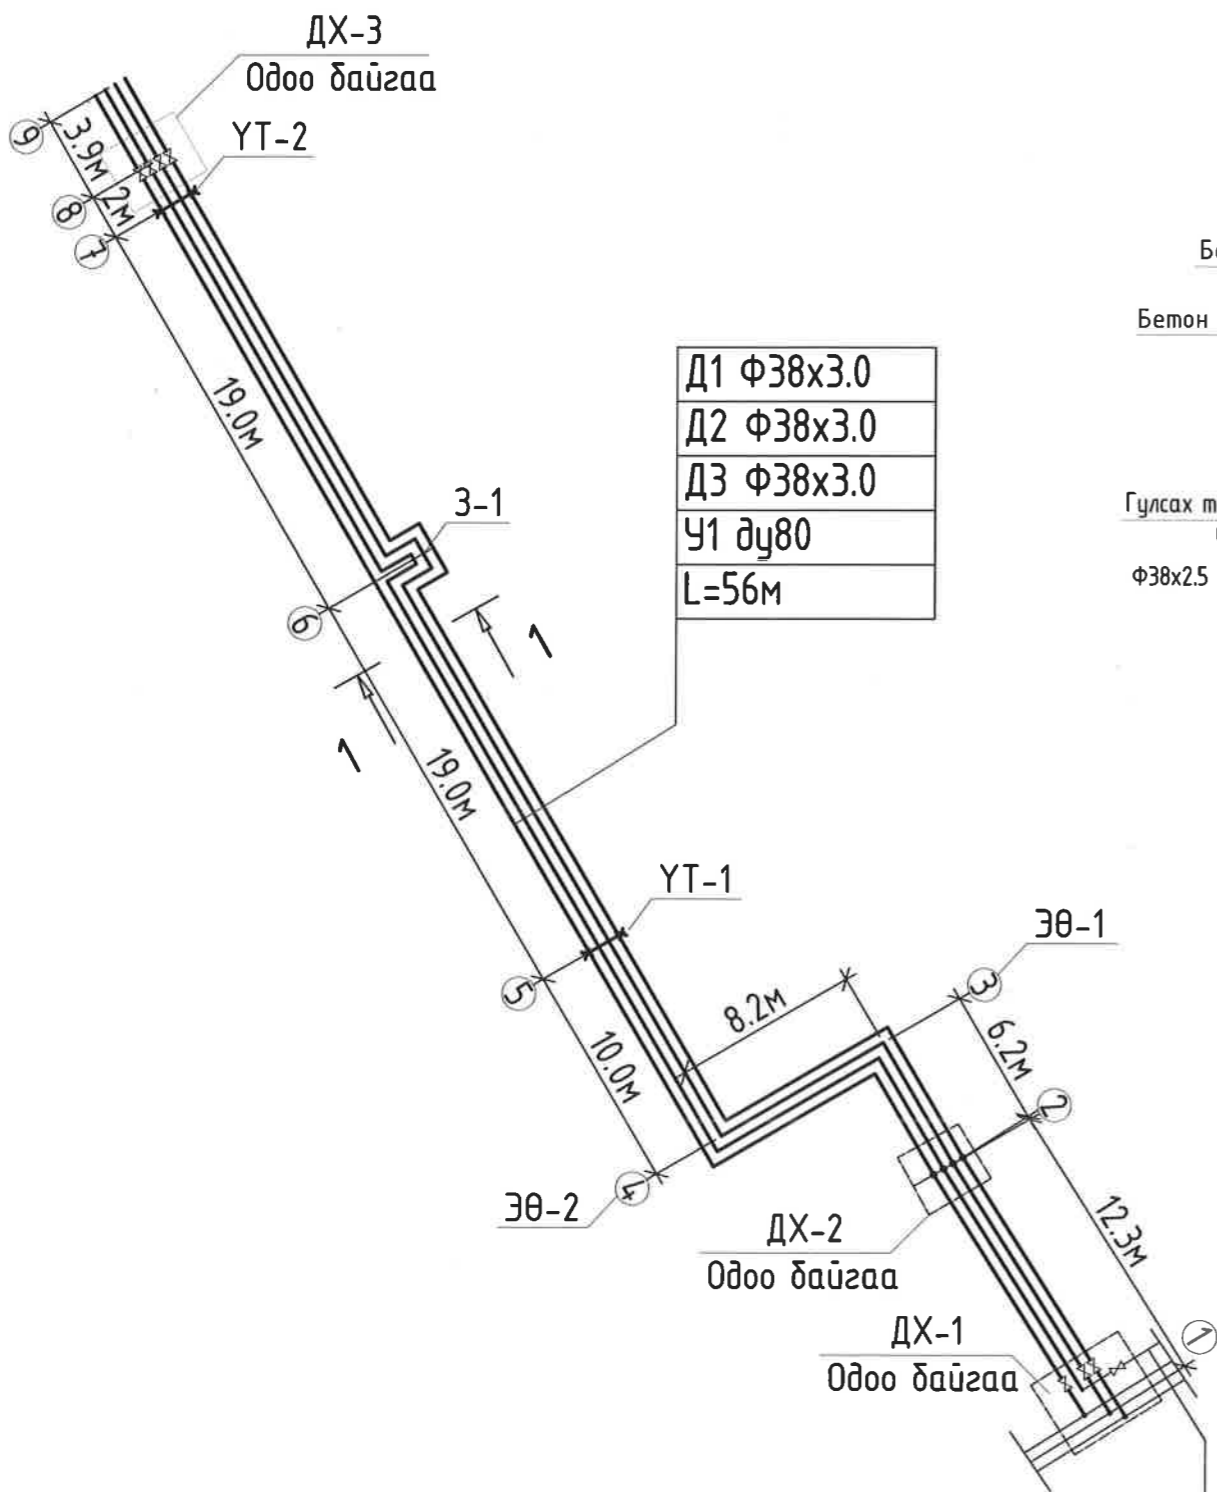 ДХ-3
Одоо байгаа
ҮТ-2
9
3.9м
8
2м
7
Бетон
19.0м
Д1 Ф38х3.0
Д2 Ф38х3.0
Д3 Ф38х3.0
У1 ду80
L=56м
З-1
Гулсах
Ф38х2.5
6
1
1
19.0м
ҮТ-1
ЭӨ-1
5
3
8.2м
6.2м
10.0м
2
4
ЭӨ-2
12.3м
ДХ-2
Одоо байгаа
ДХ-1
Одоо байгаа
1